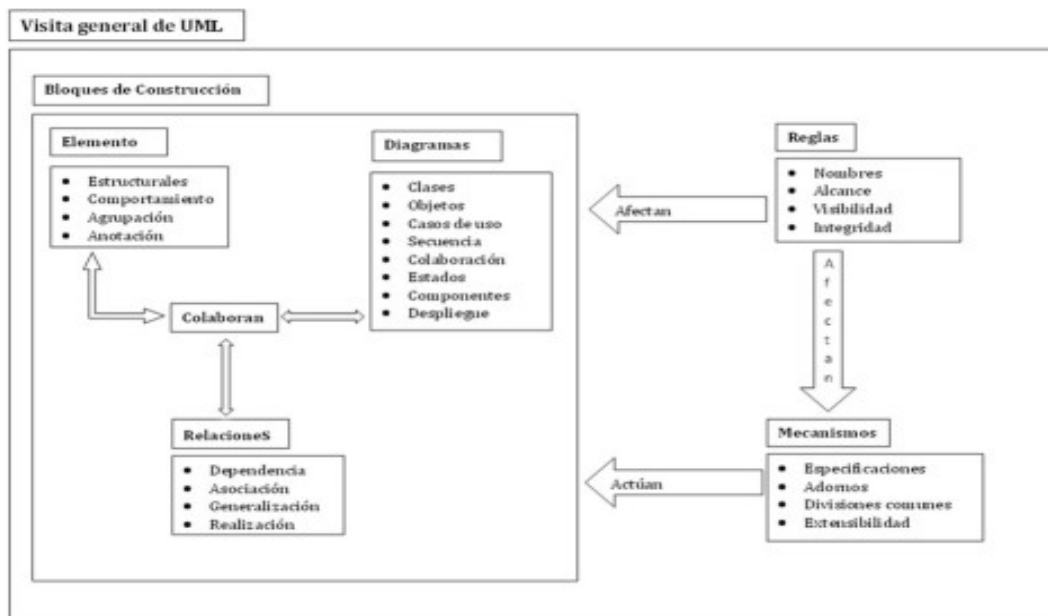 Visita general de UML
Bloques de Construcción
Elemento
Estructurales
Comportamiento
Agrupación
Anotación
Diagramas
Clases
Objetos
Casos de uso
Secuencia
Colaboración
Estados
Componentes
Despliegue
Colaboran
RelacioneS
Dependencia
Asociación
Generalización
Realización
Reglas
Nombres
Alcance
Visibilidad
Integridad
Afectan
Afectan
Mecanismos
Especificaciones
Adornos
Divisiones comunes
Extensibilidad
Actúan